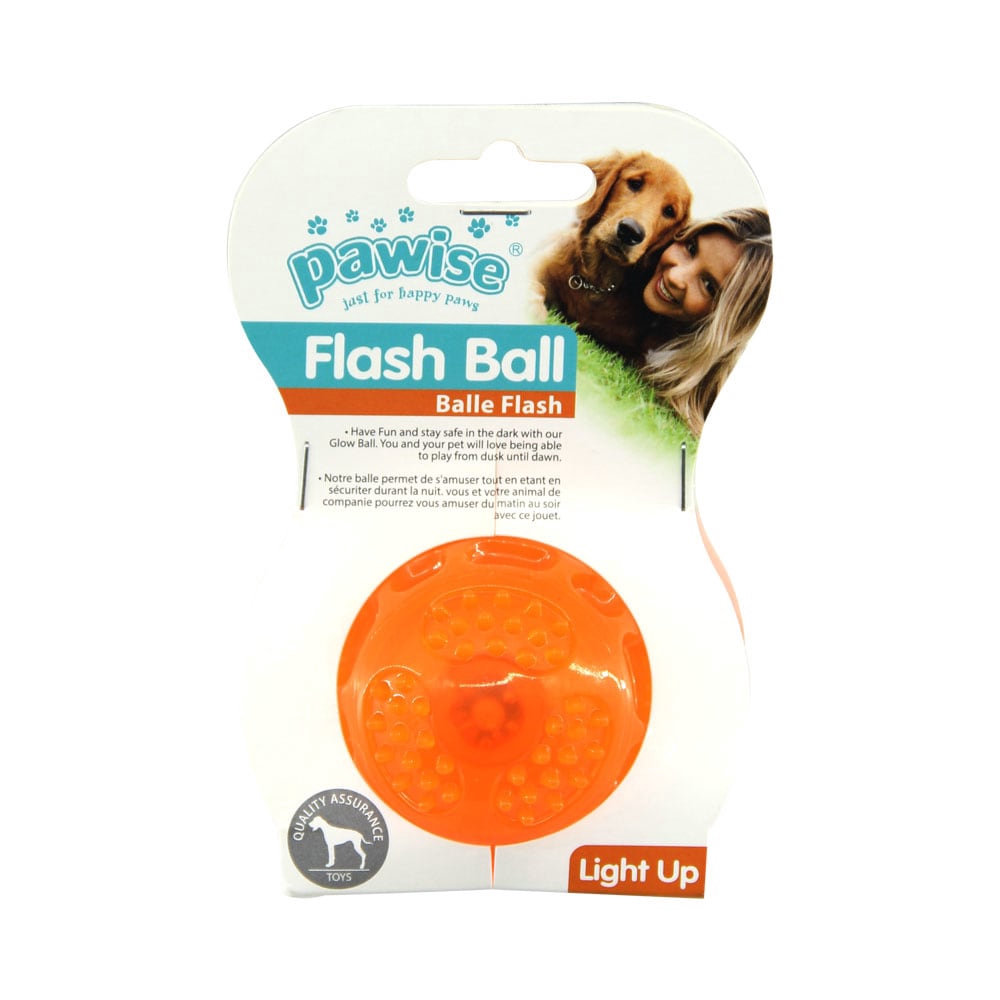 pawise®
just for happy paws
Flash Ball
Balle Flash
• Have Fun and stay safe in the dark with our
Glow Ball. You and your pet will love being able
to play from dusk until dawn.
• Notre balle permet de s'amuser tout en etant en
sécuriter durant la nuit. vous et votre animal de
companie pourrez vous amuser du matin au soir
avec ce jouet.
QUALITY ASSURANCE
TOYS
Light Up